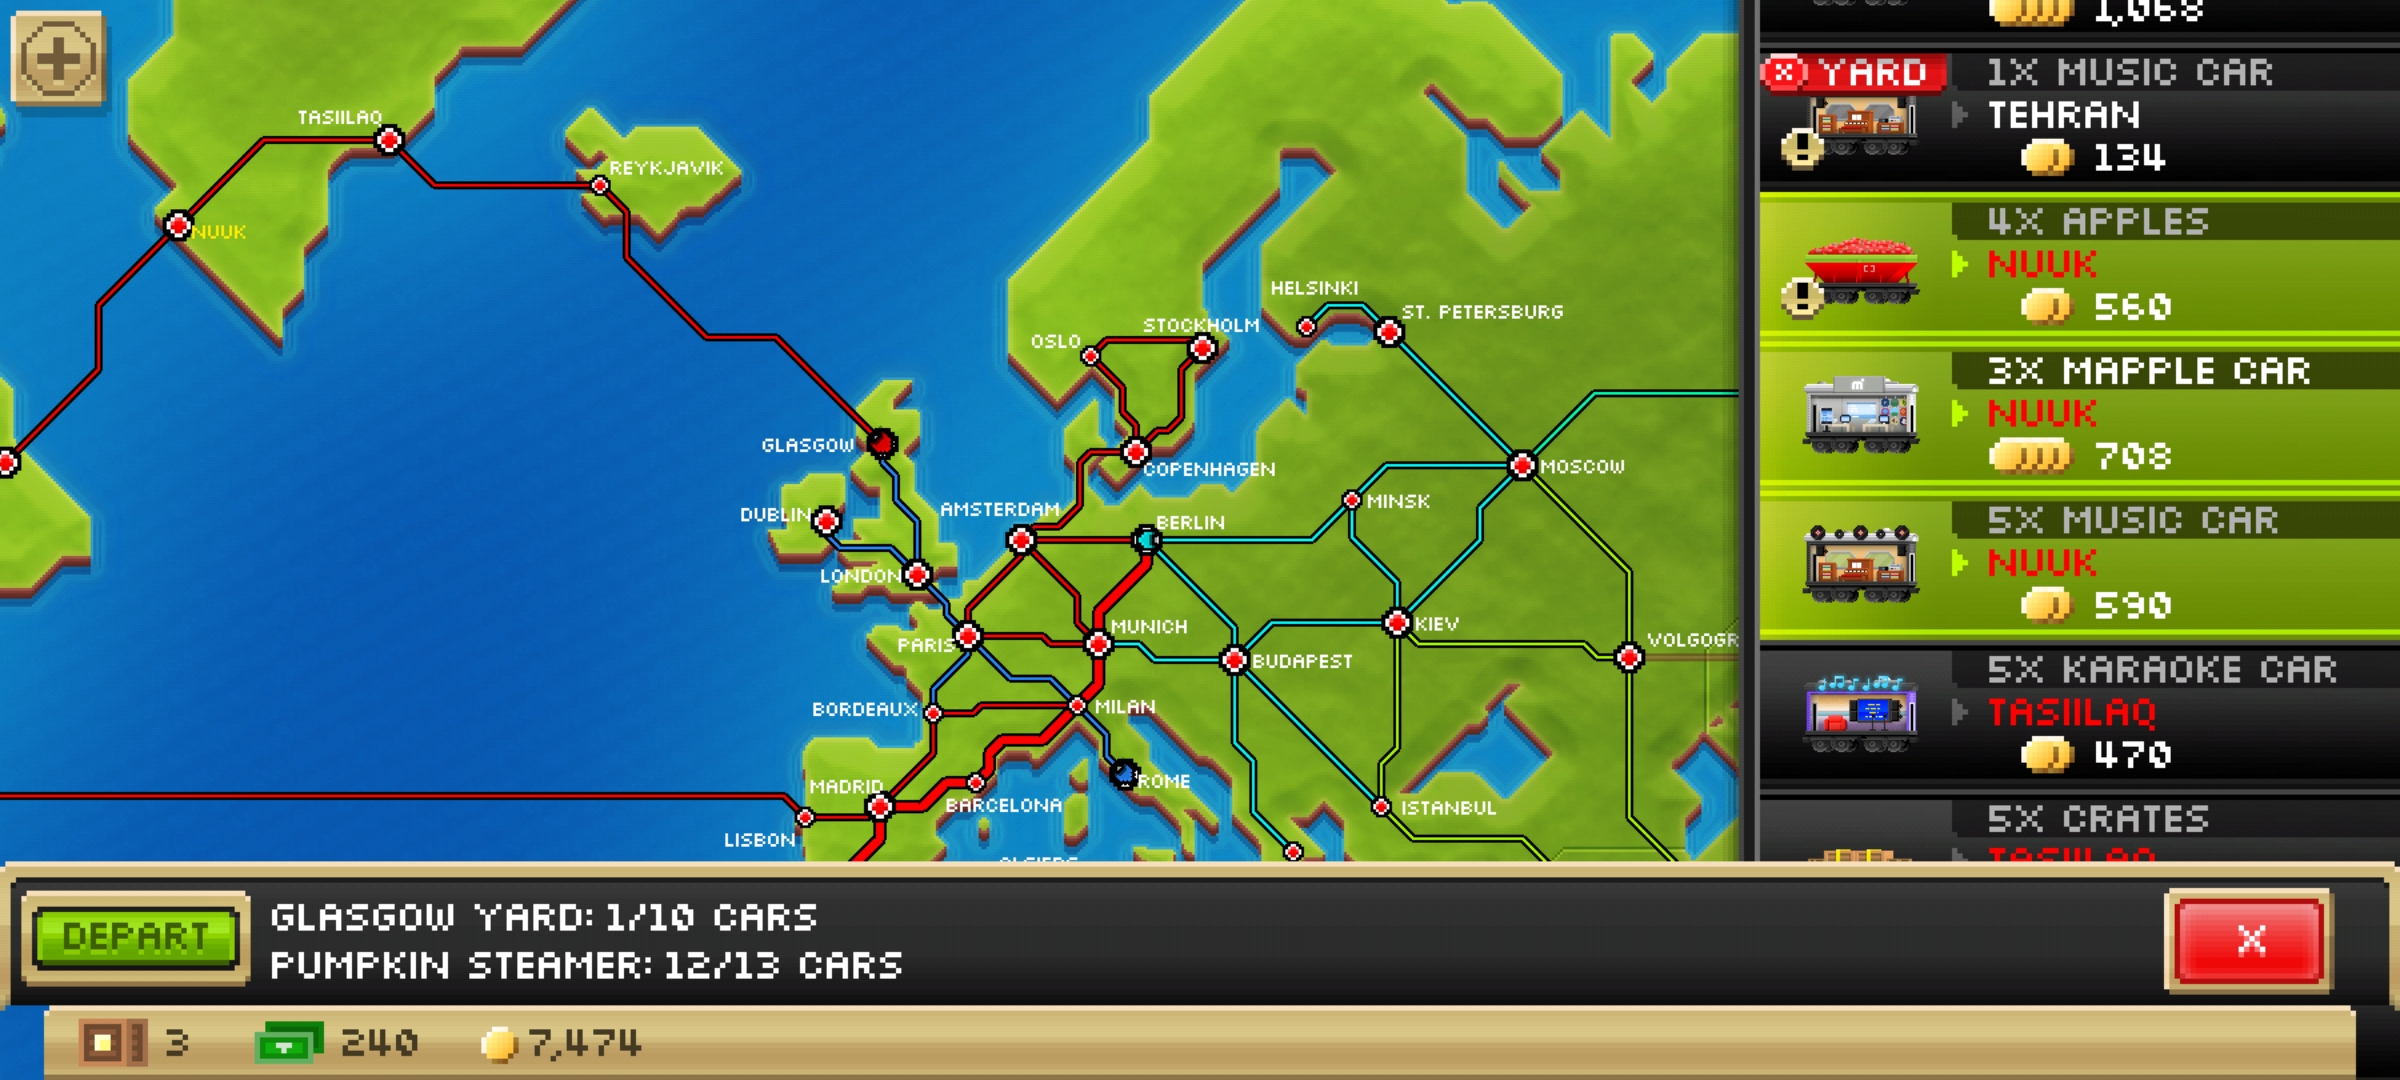 1,068
YARD
1X MUSIC CAR
TEHRAN
134
4X APPLES
NUUK
560
3X MAPPLE CAR
NUUK
708
5X MUSIC CAR
NUUK
590
5X KARAOKE CAR
TASIILAQ
470
5X CRATES
TASIILAQ
TASIILAQ
REYKJAVIK
NUUK
HELSINKI
ST. PETERSBURG
STOCKHOLM
OSLO
GLASGOW
COPENHAGEN
MOSCOW
MINSK
AMSTERDAM
BERLIN
DUBLIN
LONDON
MUNICH
KIEV
VOLGOGR
PARIS
BUDAPEST
BORDEAUX
MILAN
ROME
MADRID
BARCELONA
ISTANBUL
LISBON
ALGIERS
DEPART
GLASGOW YARD: 1/10 CARS
PUMPKIN STEAMER: 12/13 CARS
X
3
240
7,474